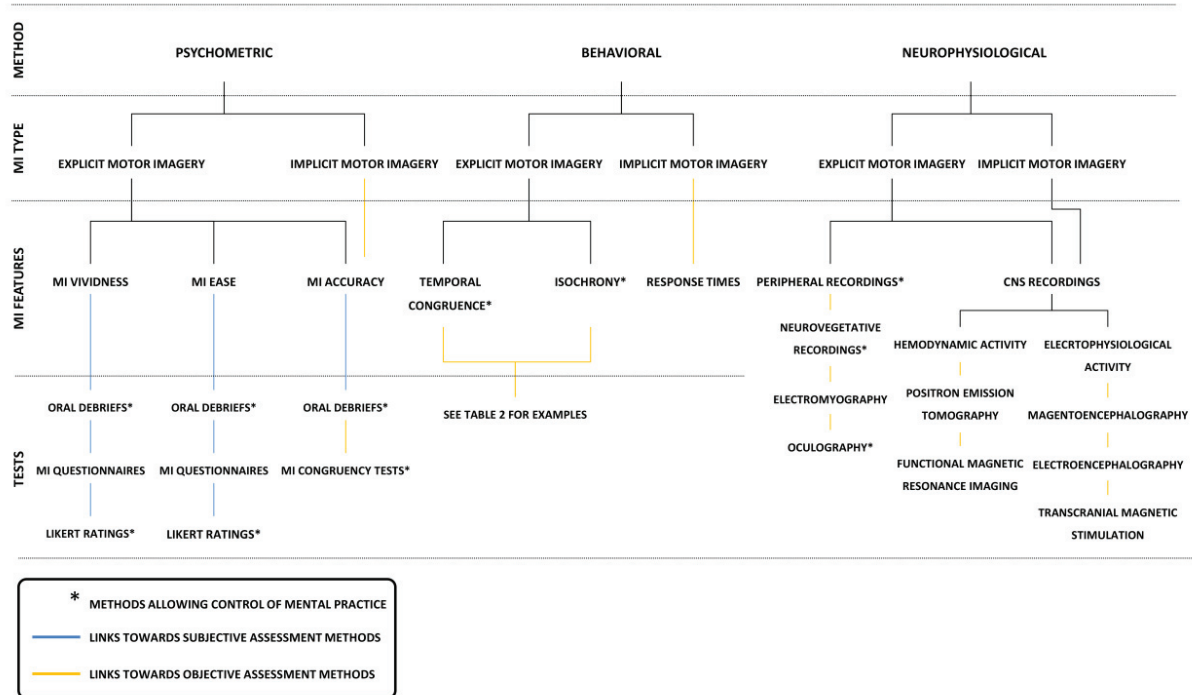 METHOD
PSYCHOMETRIC
BEHAVIORAL
NEUROPHYSIOLOGICAL
MI TYPE
EXPLICIT MOTOR IMAGERY
IMPLICIT MOTOR IMAGERY
EXPLICIT MOTOR IMAGERY
IMPLICIT MOTOR IMAGERY
EXPLICIT MOTOR IMAGERY
IMPLICIT MOTOR IMAGERY
MI FEATURES
MI VIVIDNESS
MI EASE
MI ACCURACY
TEMPORAL
CONGRUENCE*
ISOCHRONY*
RESPONSE TIMES
PERIPHERAL RECORDINGS*
CNS RECORDINGS
NEUROVEGETATIVE
RECORDINGS*
HEMODYNAMIC ACTIVITY
ELECRTOPHYSIOLOGICAL
ACTIVITY
TESTS
ORAL DEBRIEFS*
ORAL DEBRIEFS*
ORAL DEBRIEFS*
SEE TABLE 2 FOR EXAMPLES
ELECTROMYOGRAPHY
POSITRON EMISSION
TOMOGRAPHY
MAGENTOENCEPHALOGRAPHY
MI QUESTIONNAIRES
MI QUESTIONNAIRES
MI CONGRUENCY TESTS*
OCULOGRAPHY*
FUNCTIONAL MAGNETIC
RESONANCE IMAGING
ELECTROENCEPHALOGRAPHY
LIKERT RATINGS*
LIKERT RATINGS*
TRANSCRANIAL MAGNETIC
STIMULATION
* METHODS ALLOWING CONTROL OF MENTAL PRACTICE
LINKS TOWARDS SUBJECTIVE ASSESSMENT METHODS
LINKS TOWARDS OBJECTIVE ASSESSMENT METHODS